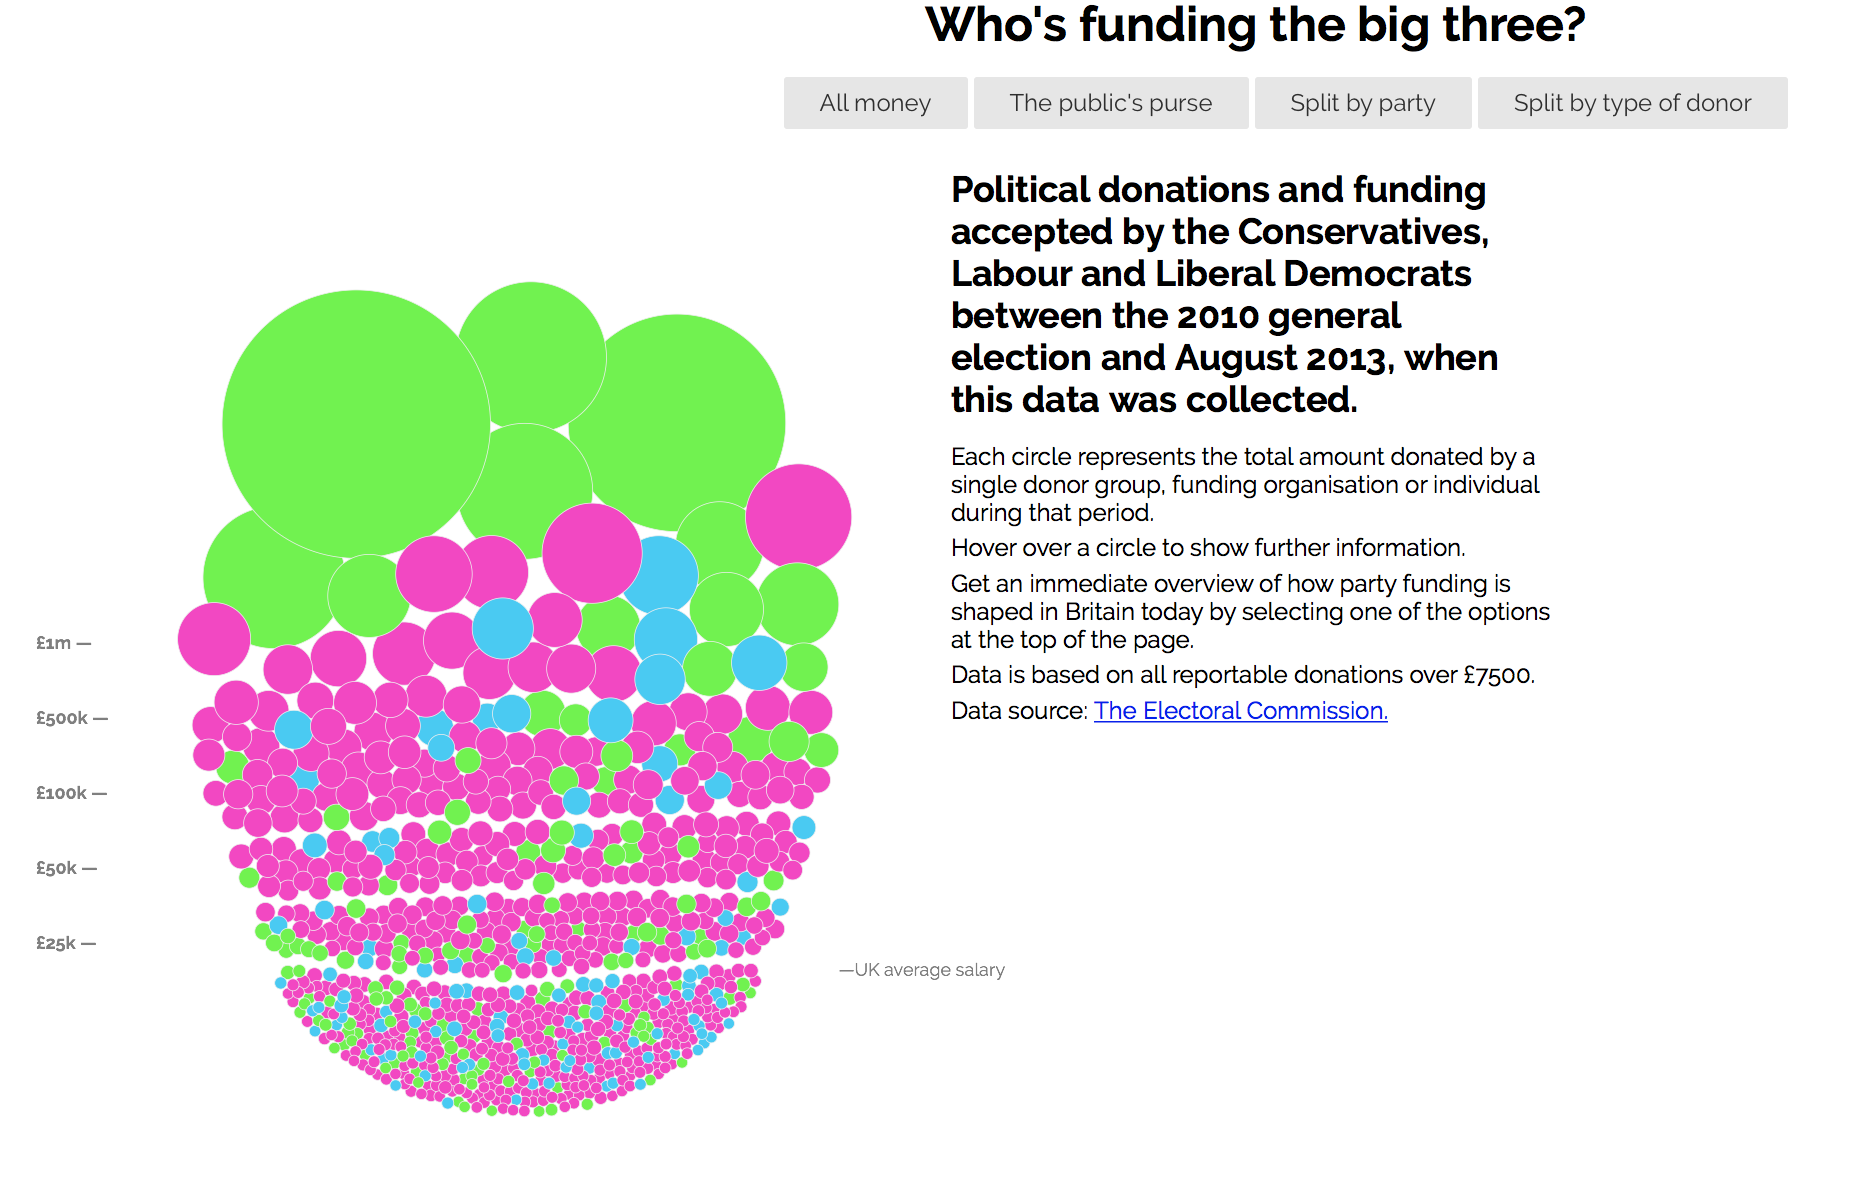 Who's funding the big three?
All money
The public's purse
Split by party
Split by type of donor
Political donations and funding
accepted by the Conservatives,
Labour and Liberal Democrats
between the 2010 general
election and August 2013, when
this data was collected.
Each circle represents the total amount donated by a
single donor group, funding organisation or individual
during that period.
Hover over a circle to show further information.
Get an immediate overview of how party funding is
shaped in Britain today by selecting one of the options
at the top of the page.
Data is based on all reportable donations over £7500.
Data source: The Electoral Commission.
£1m —
£500k —
£100k —
£50k —
£25k —
—UK average salary